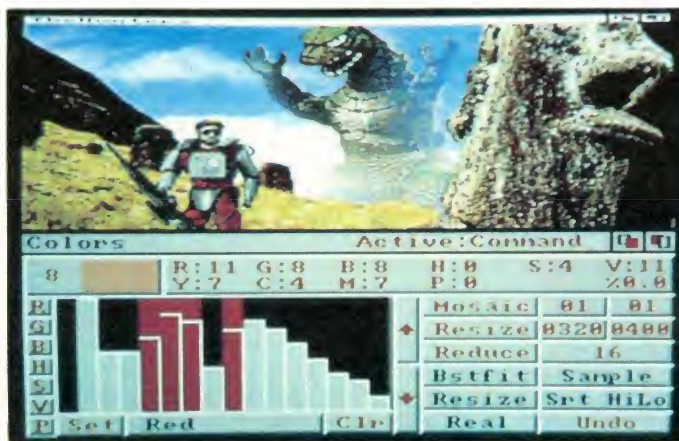 Colors Active:Command
8 R:11 G:8 B:8 H:0 S:4 V:11
Y:7 C:4 M:7 P:0 %0.0
R
G
B
H
S
V
P
Mosaic 01 01
Resize 0320 0400
Reduce 16
Bstfit Sample
Resize Srt HiLo
Set Red Clr Real Undo